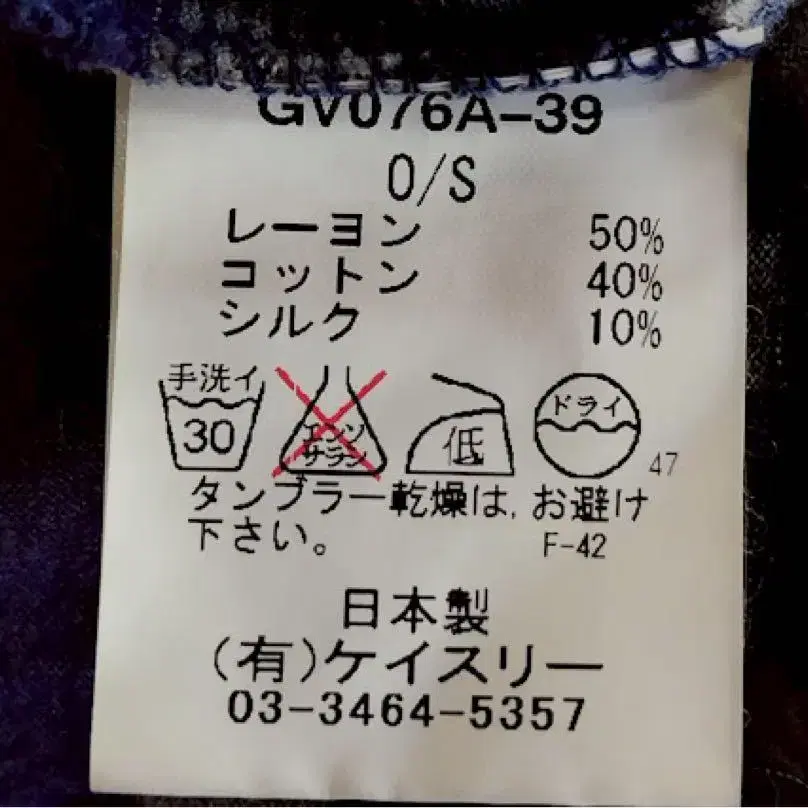 GV076A-39
O/S
レーヨン 50%
コットン 40%
シルク 10%
手洗イ
30
エンソ
サラシ
低
ドライ
47
タンブラー乾燥は,お避け
下さい。
F-42
日本製
(有)ケイスリー
03-3464-5357